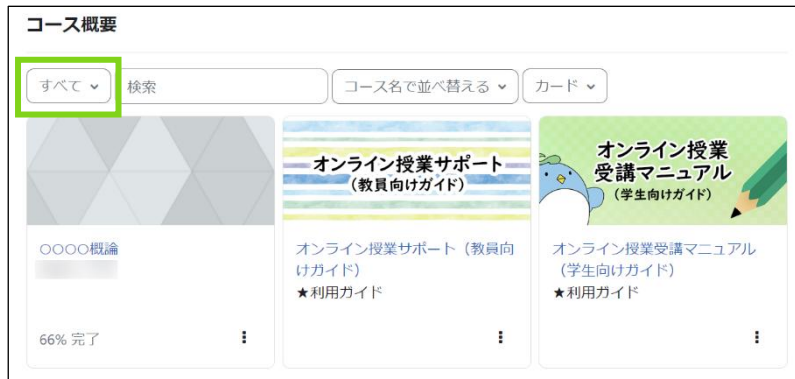 コース概要
すべて
検索
コース名で並べ替える
カード
オンライン授業サポート
(教員向けガイド)
オンライン授業
受講マニュアル
(学生向けガイド)
〇〇〇〇概論
66% 完了
オンライン授業サポート（教員向
けガイド）
★利用ガイド
オンライン授業受講マニュアル
（学生向けガイド）
★利用ガイド